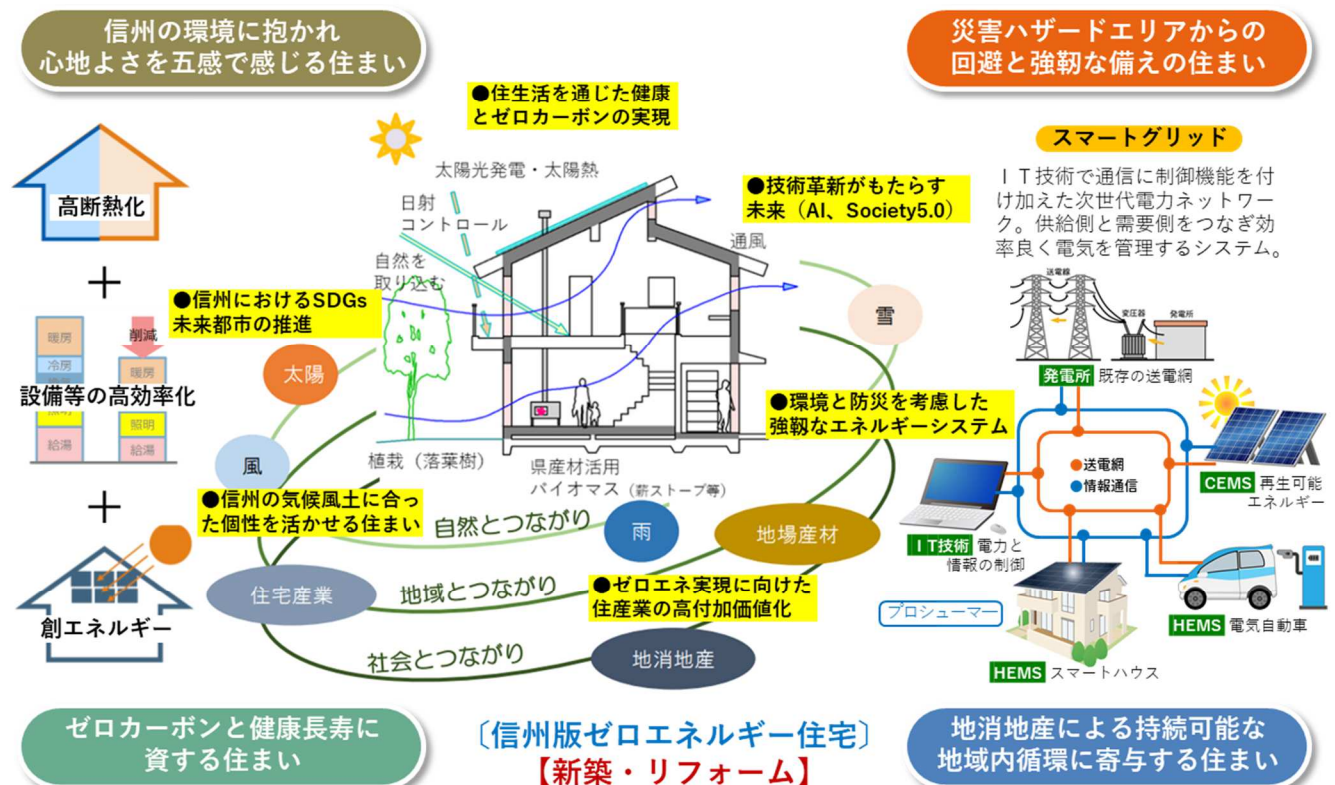 信州の環境に抱かれ
心地よさを五感で感じる住まい
災害ハザードエリアからの
回避と強靭な備えの住まい
●住生活を通じた健康
とゼロカーボンの実現
スマートグリッド
ＩＴ技術で通信に制御機能を付
け加えた次世代電力ネットワー
ク。供給側と需要側をつなぎ効
率良く電気を管理するシステム。
高断熱化
太陽光発電・太陽熱
日射
コントロール
自然を
取り込む
●技術革新がもたらす
未来（AI、Society5.0）
通風
＋
●信州におけるSDGs
未来都市の推進
雪
太陽
送電線
変圧器
発電所
発電所 既存の送電網
暖房
冷房
削減
暖房
設備等の高効率化
照明
照明
給湯
給湯
●環境と防災を考慮した
強靱なエネルギーシステム
風
植栽（落葉樹）
県産材活用
バイオマス（薪ストーブ等）
●送電網
●情報通信
CEMS 再生可能
エネルギー
＋
●信州の気候風土に合っ
た個性を活かせる住まい
自然とつながり
雨
地場産材
ＩT技術 電力と
情報の制御
創エネルギー
住宅産業
地域とつながり
●ゼロエネ実現に向けた
住産業の高付加価値化
プロシューマー
HEMS 電気自動車
社会とつながり
地消地産
HEMS スマートハウス
ゼロカーボンと健康長寿に
資する住まい
〔信州版ゼロエネルギー住宅〕
【新築・リフォーム】
地消地産による持続可能な
地域内循環に寄与する住まい